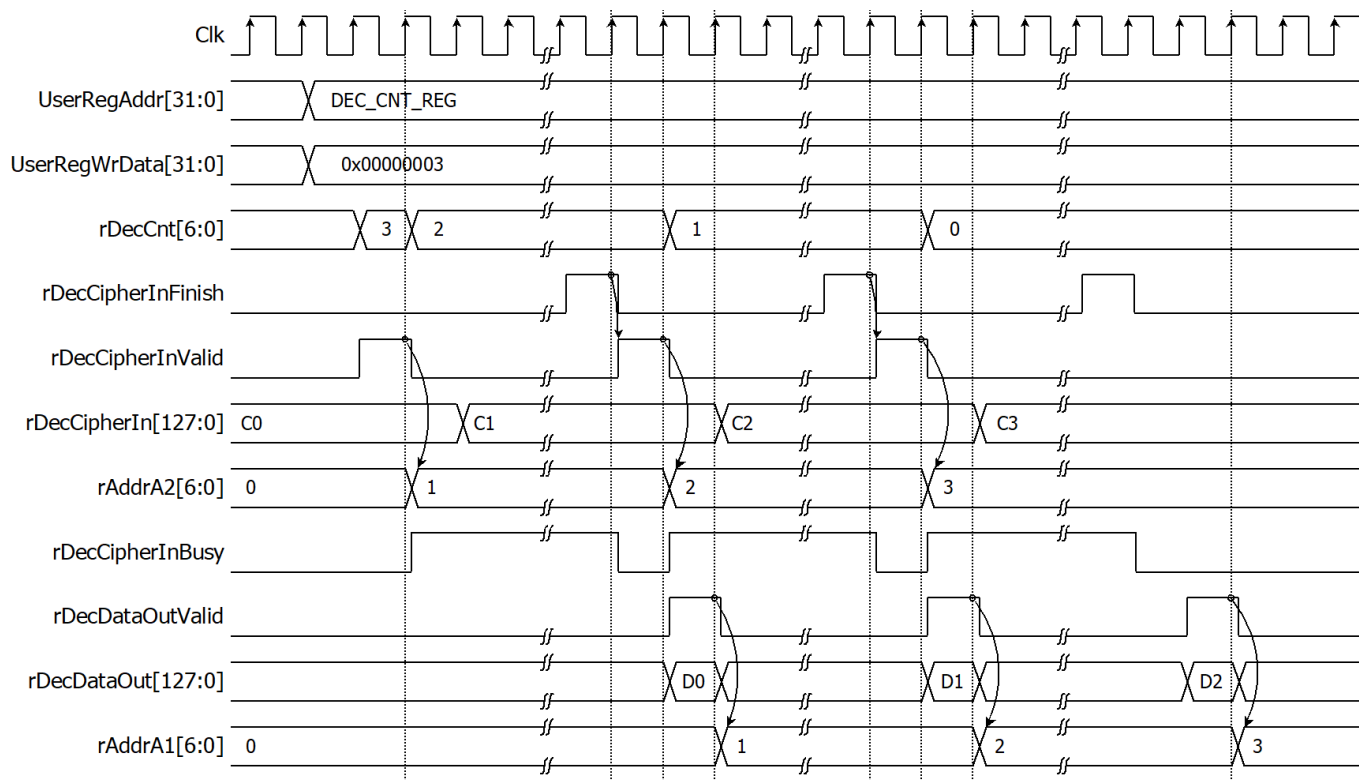 Clk
UserRegAddr[31:0] DEC_CNT_REG
UserRegWrData[31:0] 0x00000003
rDecCnt[6:0] 3 2 1 0
rDecCipherInFinish
rDecCipherInValid
rDecCipherIn[127:0] C0 C1 C2 C3
rAddrA2[6:0] 0 1 2 3
rDecCipherInBusy
rDecDataOutValid
rDecDataOut[127:0] D0 D1 D2
rAddrA1[6:0] 0 1 2 3